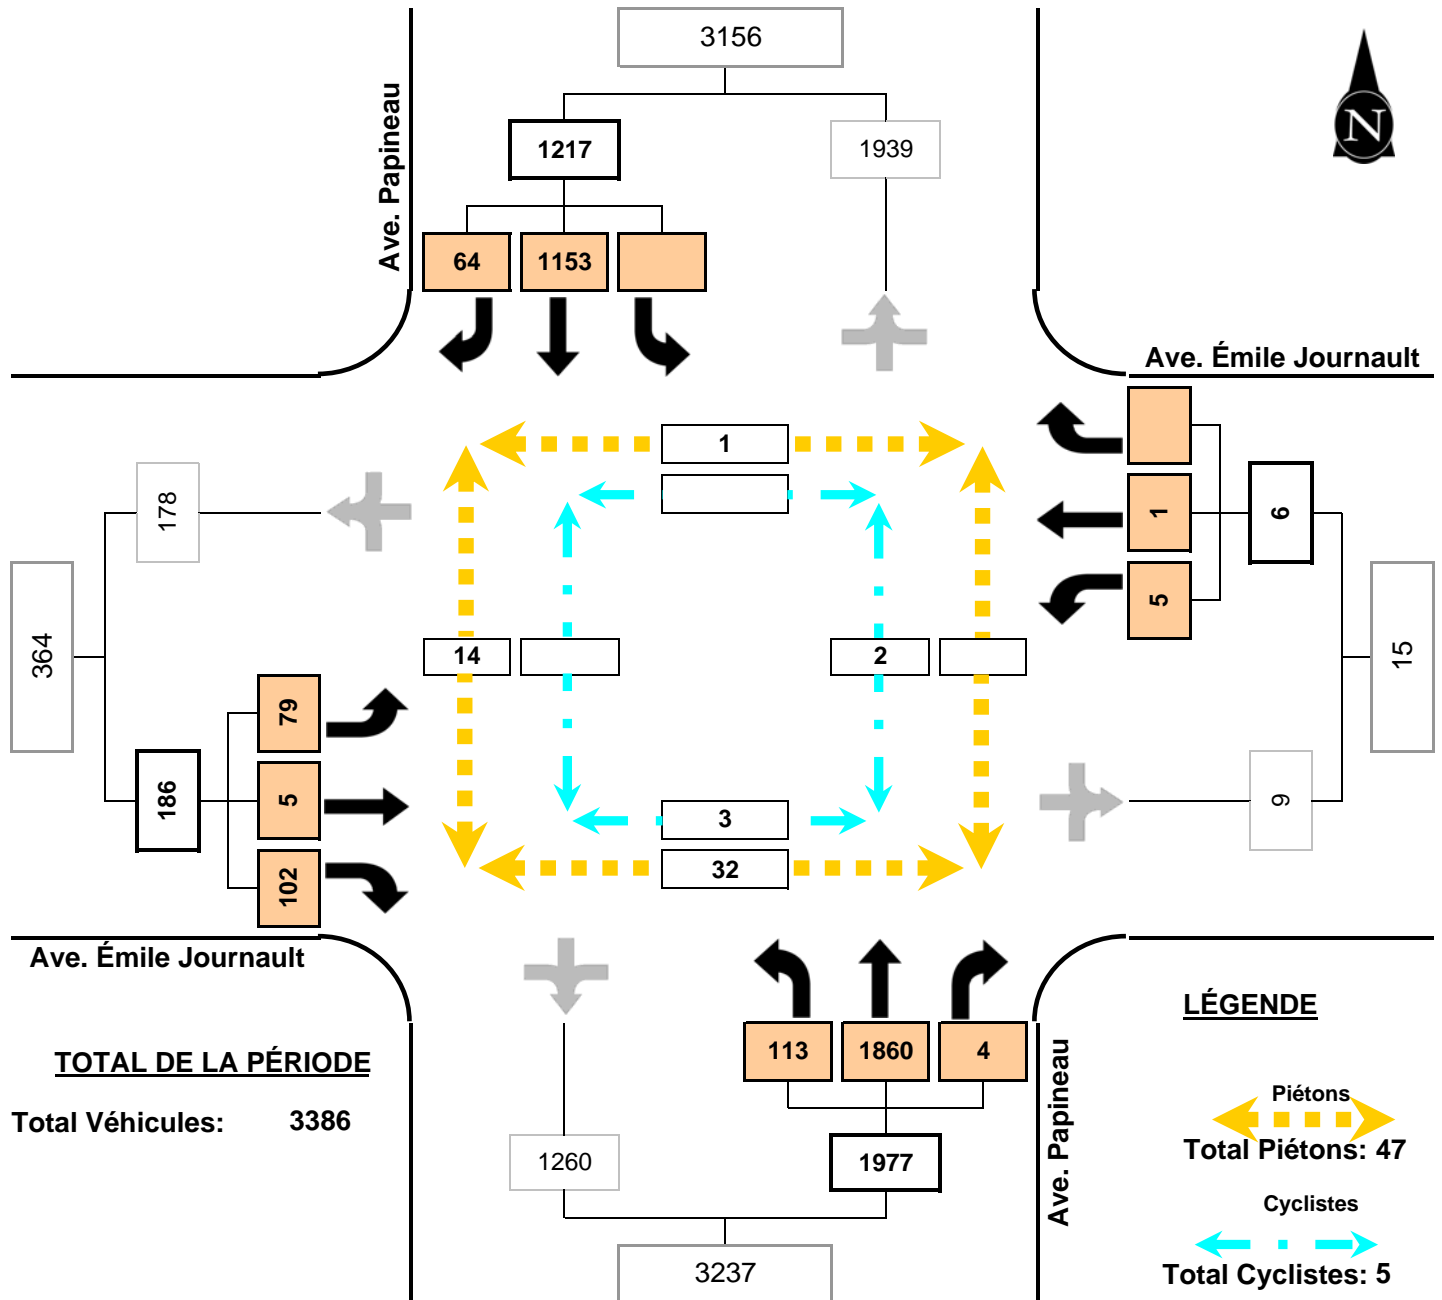 3156
Ave. Papineau
N
1217
1939
64 1153
Ave. Émile Journault
1
178
1
6
5
364
14
2
15
79
186
5
3
9
102
32
Ave. Émile Journault
LÉGENDE
TOTAL DE LA PÉRIODE
113 1860 4
Total Véhicules: 3386
Piétons
Total Piétons: 47
Ave. Papineau
1260
1977
Cyclistes
3237
Total Cyclistes: 5